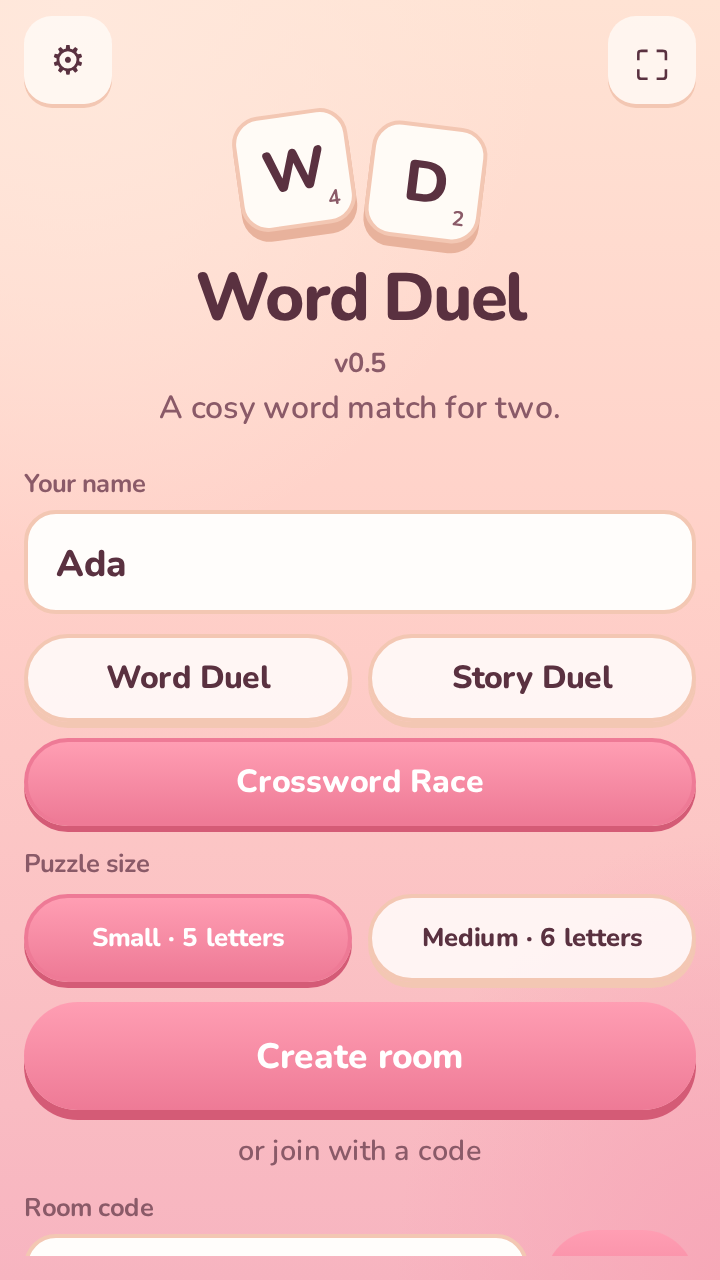 W
4
D
2
Word Duel
v0.5
A cosy word match for two.
Your name
Ada
Word Duel
Story Duel
Crossword Race
Puzzle size
Small · 5 letters
Medium · 6 letters
Create room
or join with a code
Room code